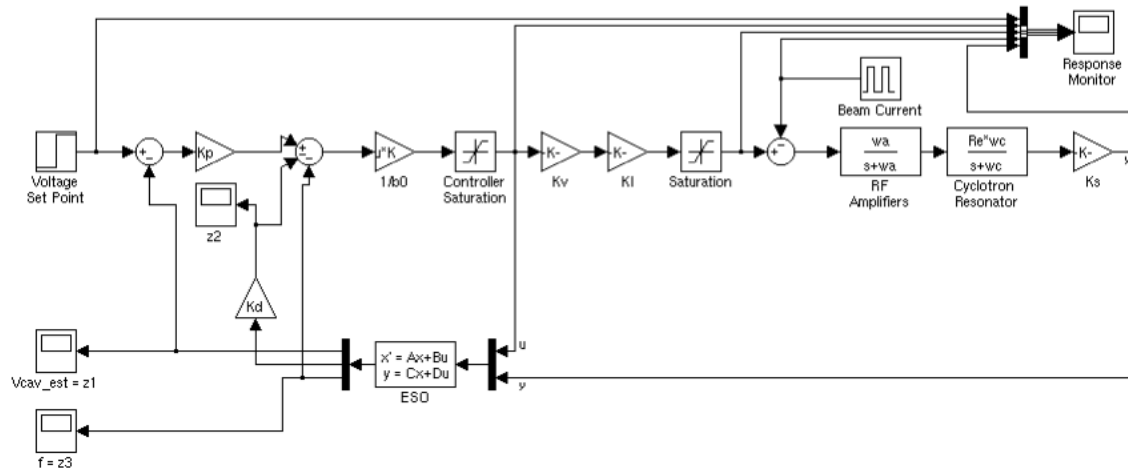 Response
Monitor
Beam Current
Voltage
Set Point
+
-
Kp
+
-
-
*K
1/b0
Controller
Saturation
K-
Kv
K-
KI
Saturation
-
+
wa
s+wa
RF
Amplifiers
Re*wc
s+wc
Cyclotron
Resonator
K-
Ks
y
z2
Kd
Vcav_est = z1
f = z3
x' = Ax+Bu
y = Cx+Du
ESO
u
y